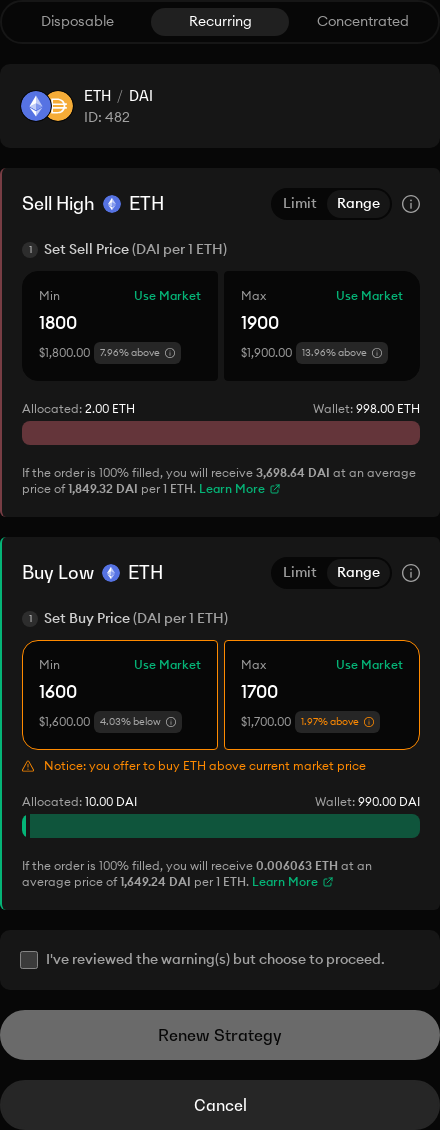 Disposable Recurring Concentrated
ETH / DAI
ID: 482
Sell High ETH Limit Range
1 Set Sell Price (DAI per 1 ETH)
Min Use Market Max Use Market
1800 1900
$1,800.00 7.96% above $1,900.00 13.96% above
Allocated: 2.00 ETH Wallet: 998.00 ETH
If the order is 100% filled, you will receive 3,698.64 DAI at an average
price of 1,849.32 DAI per 1 ETH. Learn More
Buy Low ETH Limit Range
1 Set Buy Price (DAI per 1 ETH)
Min Use Market Max Use Market
1600 1700
$1,600.00 4.03% below $1,700.00 1.97% above
Notice: you offer to buy ETH above current market price
Allocated: 10.00 DAI Wallet: 990.00 DAI
If the order is 100% filled, you will receive 0.006063 ETH at an
average price of 1,649.24 DAI per 1 ETH. Learn More
I've reviewed the warning(s) but choose to proceed.
Renew Strategy
Cancel